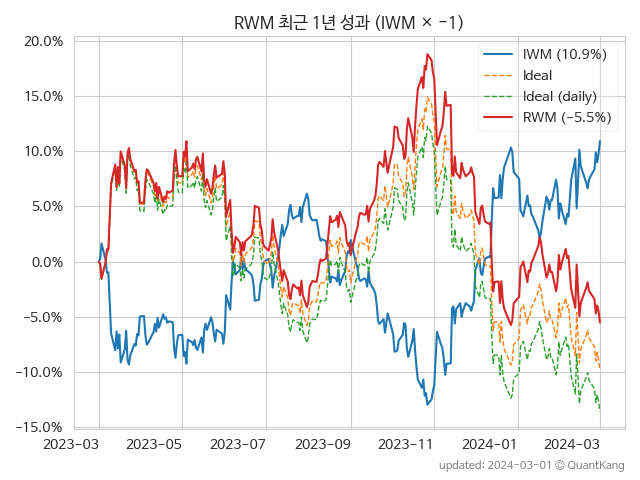 RWM 최근 1년 성과 (IWM × −1)
20.0%
15.0%
10.0%
5.0%
0.0%
−5.0%
−10.0%
−15.0%
IWM (10.9%)
Ideal
Ideal (daily)
RWM (−5.5%)
2023-03
2023-05
2023-07
2023-09
2023-11
2024-01
2024-03
updated: 2024-03-01 © QuantKang